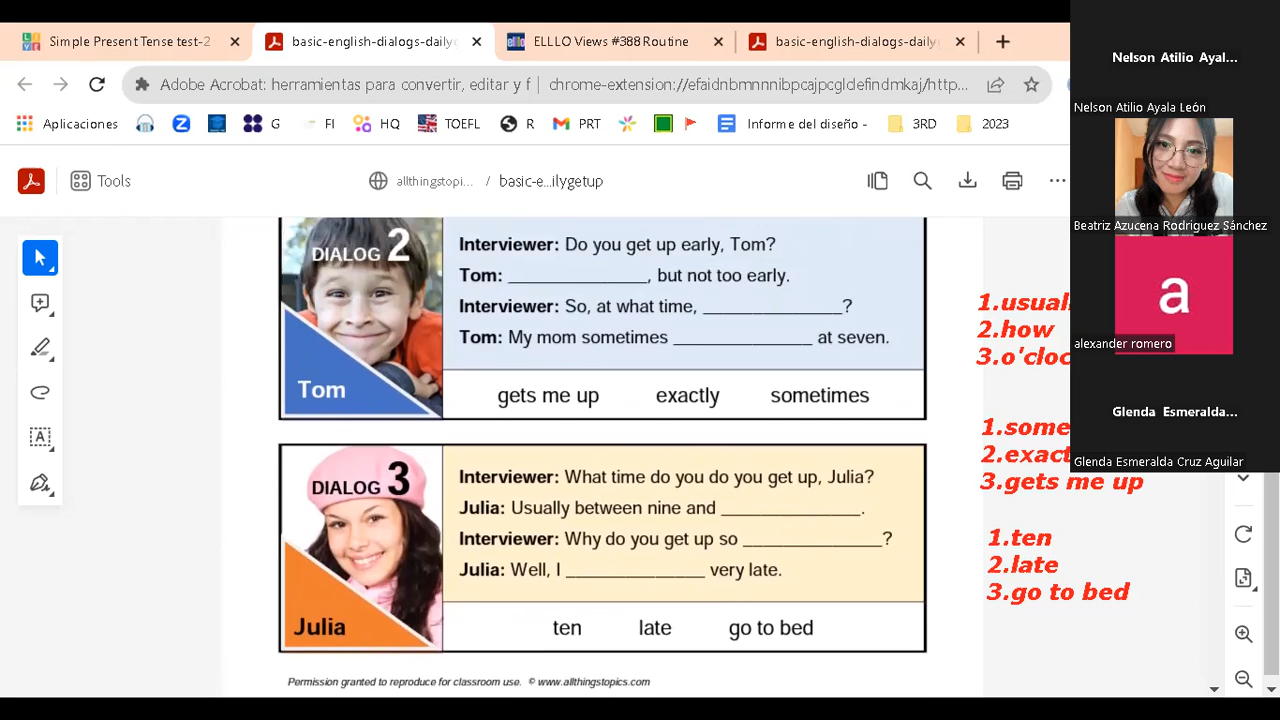 Simple Present Tense test-2
basic-english-dialogs-dailyg
ELLLO Views #388 Routine
basic-english-dialogs-daily
Adobe Acrobat: herramientas para convertir, editar y f | chrome-extension://efaidnbmnnnibpcajpcglclefindmkaj/http...
Aplicaciones G FI HQ TOEFL R PRT Informe del diseño - 3RD 2023
Tools
allthingstopi... / basic-e...ilygetup
DIALOG 2
Tom
Interviewer: Do you get up early, Tom?
Tom: ______________, but not too early.
Interviewer: So, at what time, ______________?
Tom: My mom sometimes ______________ at seven.
gets me up exactly sometimes
DIALOG 3
Julia
Interviewer: What time do you do you get up, Julia?
Julia: Usually between nine and ______________.
Interviewer: Why do you get up so ______________?
Julia: Well, I ______________ very late.
ten late go to bed
Permission granted to reproduce for classroom use. © www.allthingstopics.com
1.usual
2.how
3.o'cloc
1.some
2.exact
3.gets me up
1.ten
2.late
3.go to bed
Nelson Atilio Ayal...
Nelson Atilio Ayala León
Beatriz Azucena Rodriguez Sánchez
a
alexander romero
Glenda Esmeralda...
Glenda Esmeralda Cruz Aguilar